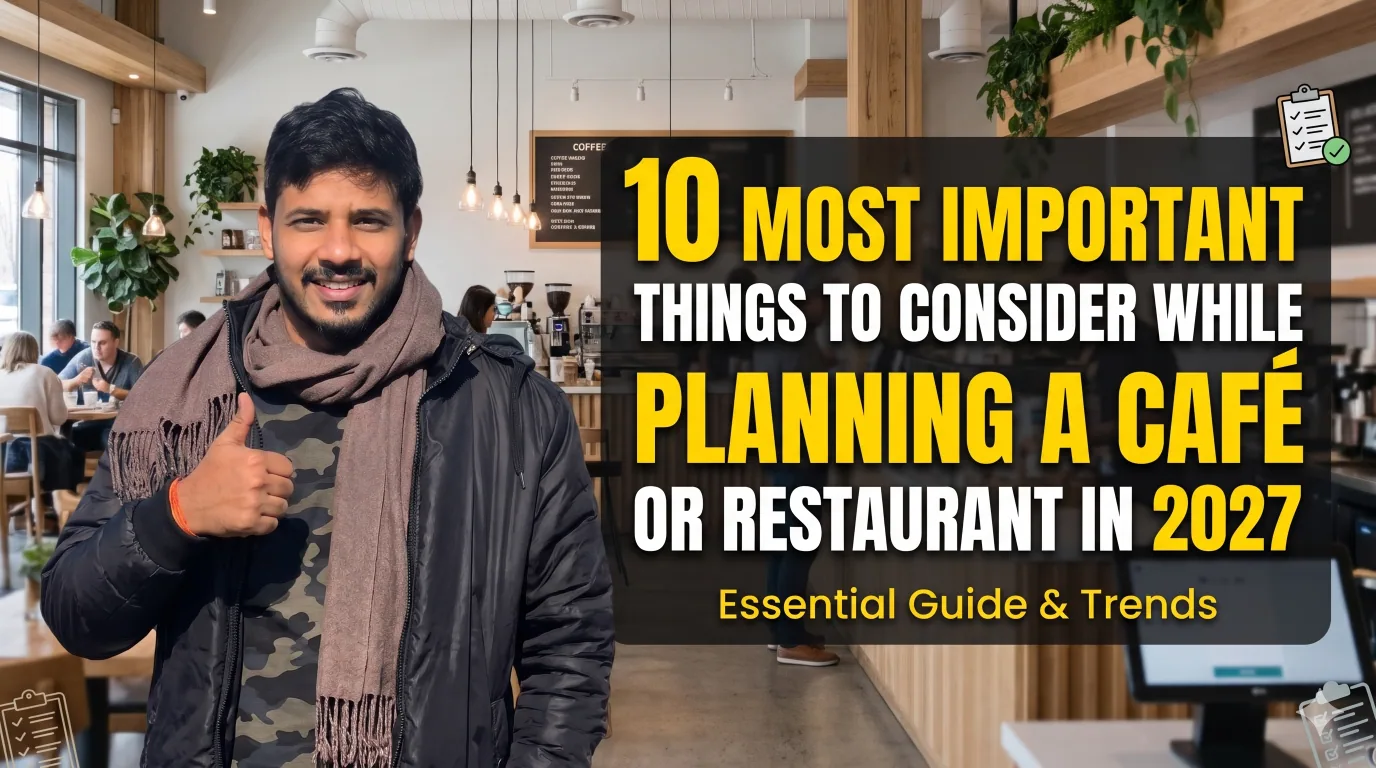 COFFEE
10 MOST IMPORTANT
THINGS TO CONSIDER WHILE
PLANNING A CAFÉ
OR RESTAURANT IN 2027
Essential Guide & Trends